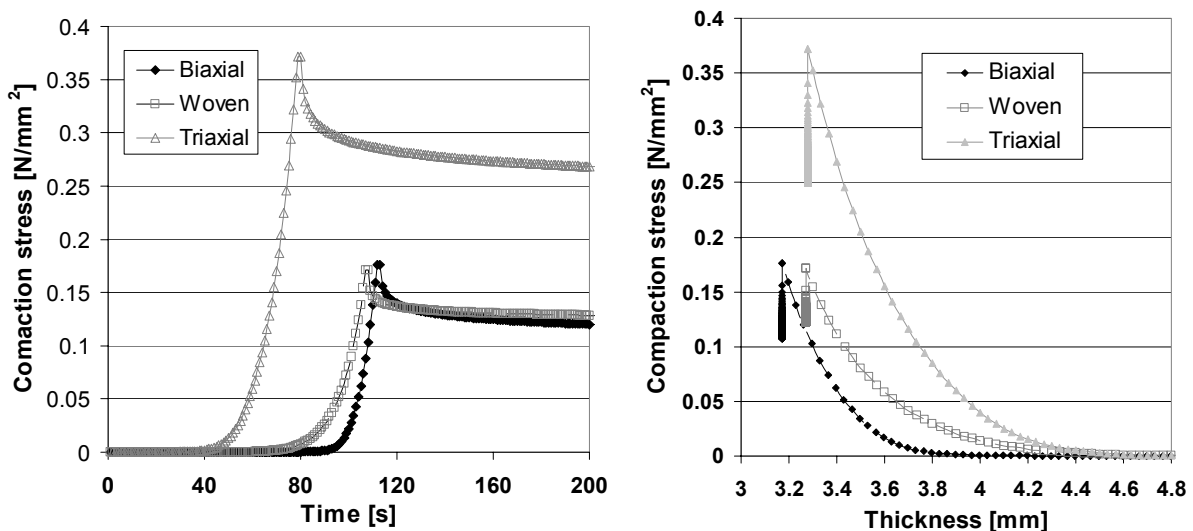 Comaction stress [N/mm²]
0.4
0.35
0.3
0.25
0.2
0.15
0.1
0.05
0
Biaxial
Woven
Triaxial
0 40 80 120 160 200
Time [s]
Compaction stress [N/mm²]
0.4
0.35
0.3
0.25
0.2
0.15
0.1
0.05
0
Biaxial
Woven
Triaxial
3 3.2 3.4 3.6 3.8 4 4.2 4.4 4.6 4.8
Thickness [mm]